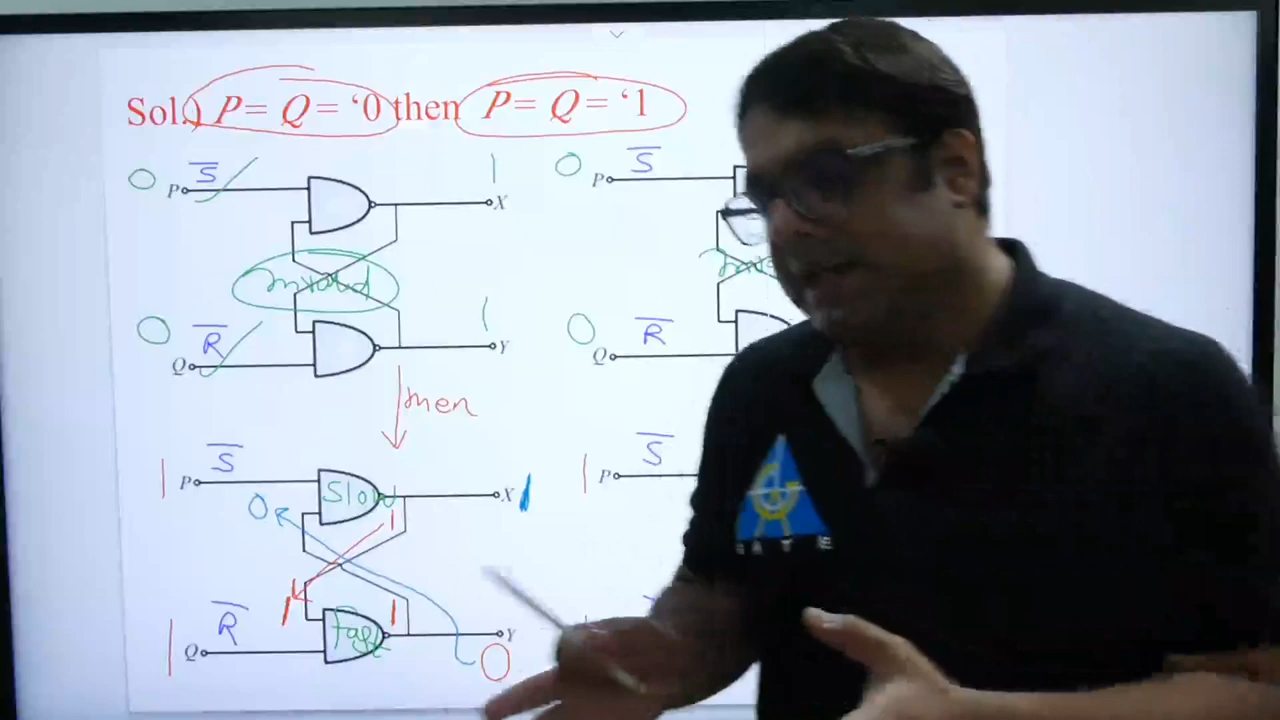 Sol.) P = Q = ‘0 then P = Q = ‘1
0 P S̅ 1 X
0 P S̅
Invalid
0 Q R̅ 1 Y
0 Q R̅
then
1 P S̅ Slow X 1
1 P S̅
0 1
1 1
1 Q R̅ Fast Y 0
GATE